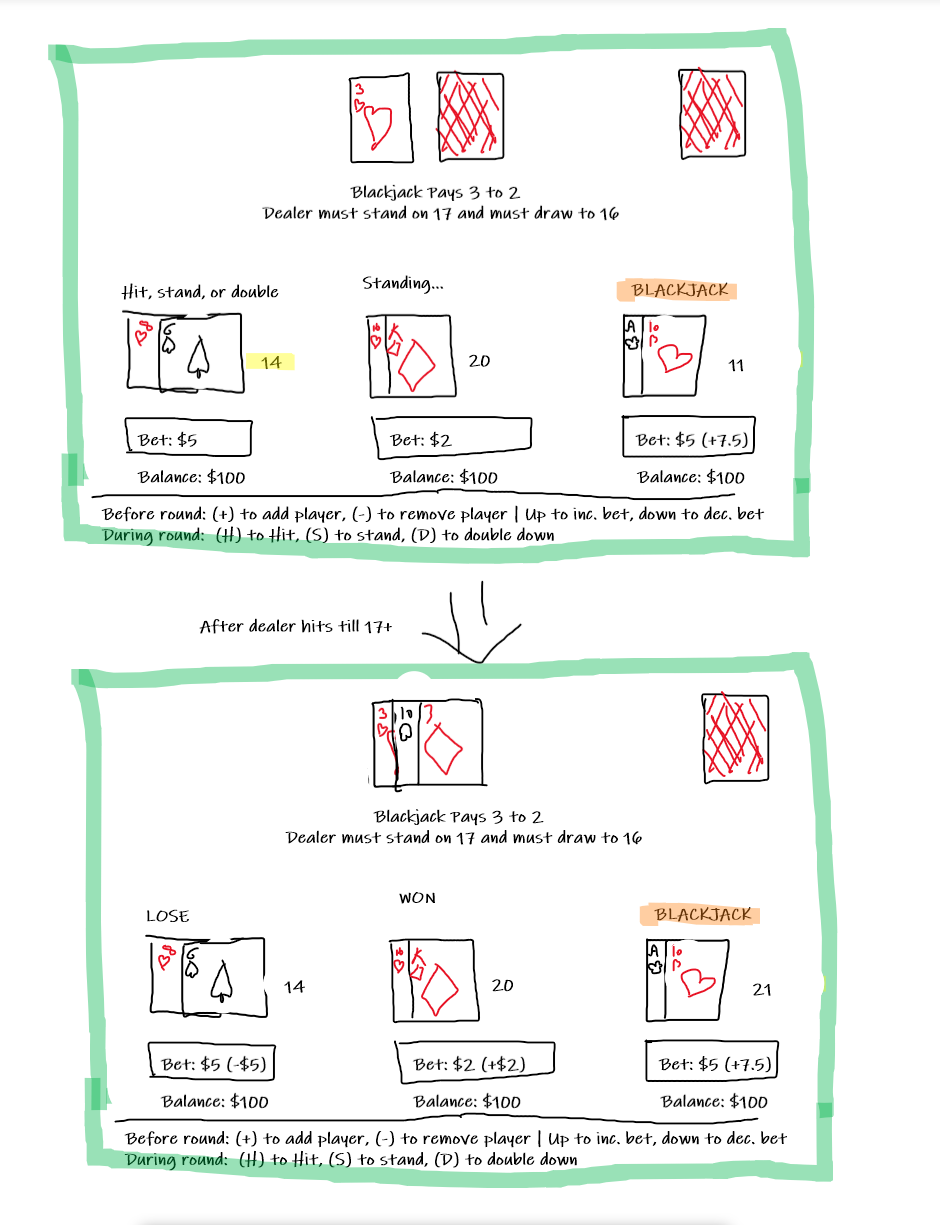 3
Blackjack Pays 3 to 2
Dealer must stand on 17 and must draw to 16
Hit, stand, or double
Standing...
BLACKJACK
8 6
14
K
20
A 10
11
Bet: $5
Bet: $2
Bet: $5 (+7.5)
Balance: $100
Balance: $100
Balance: $100
Before round: (+) to add player, (-) to remove player | Up to inc. bet, down to dec. bet
During round: (H) to Hit, (S) to stand, (D) to double down
After dealer hits till 17+
3 10 7
Blackjack Pays 3 to 2
Dealer must stand on 17 and must draw to 16
LOSE
WON
BLACKJACK
8 6
14
K
20
A 10
21
Bet: $5 (-$5)
Bet: $2 (+$2)
Bet: $5 (+7.5)
Balance: $100
Balance: $100
Balance: $100
Before round: (+) to add player, (-) to remove player | Up to inc. bet, down to dec. bet
During round: (H) to Hit, (S) to stand, (D) to double down